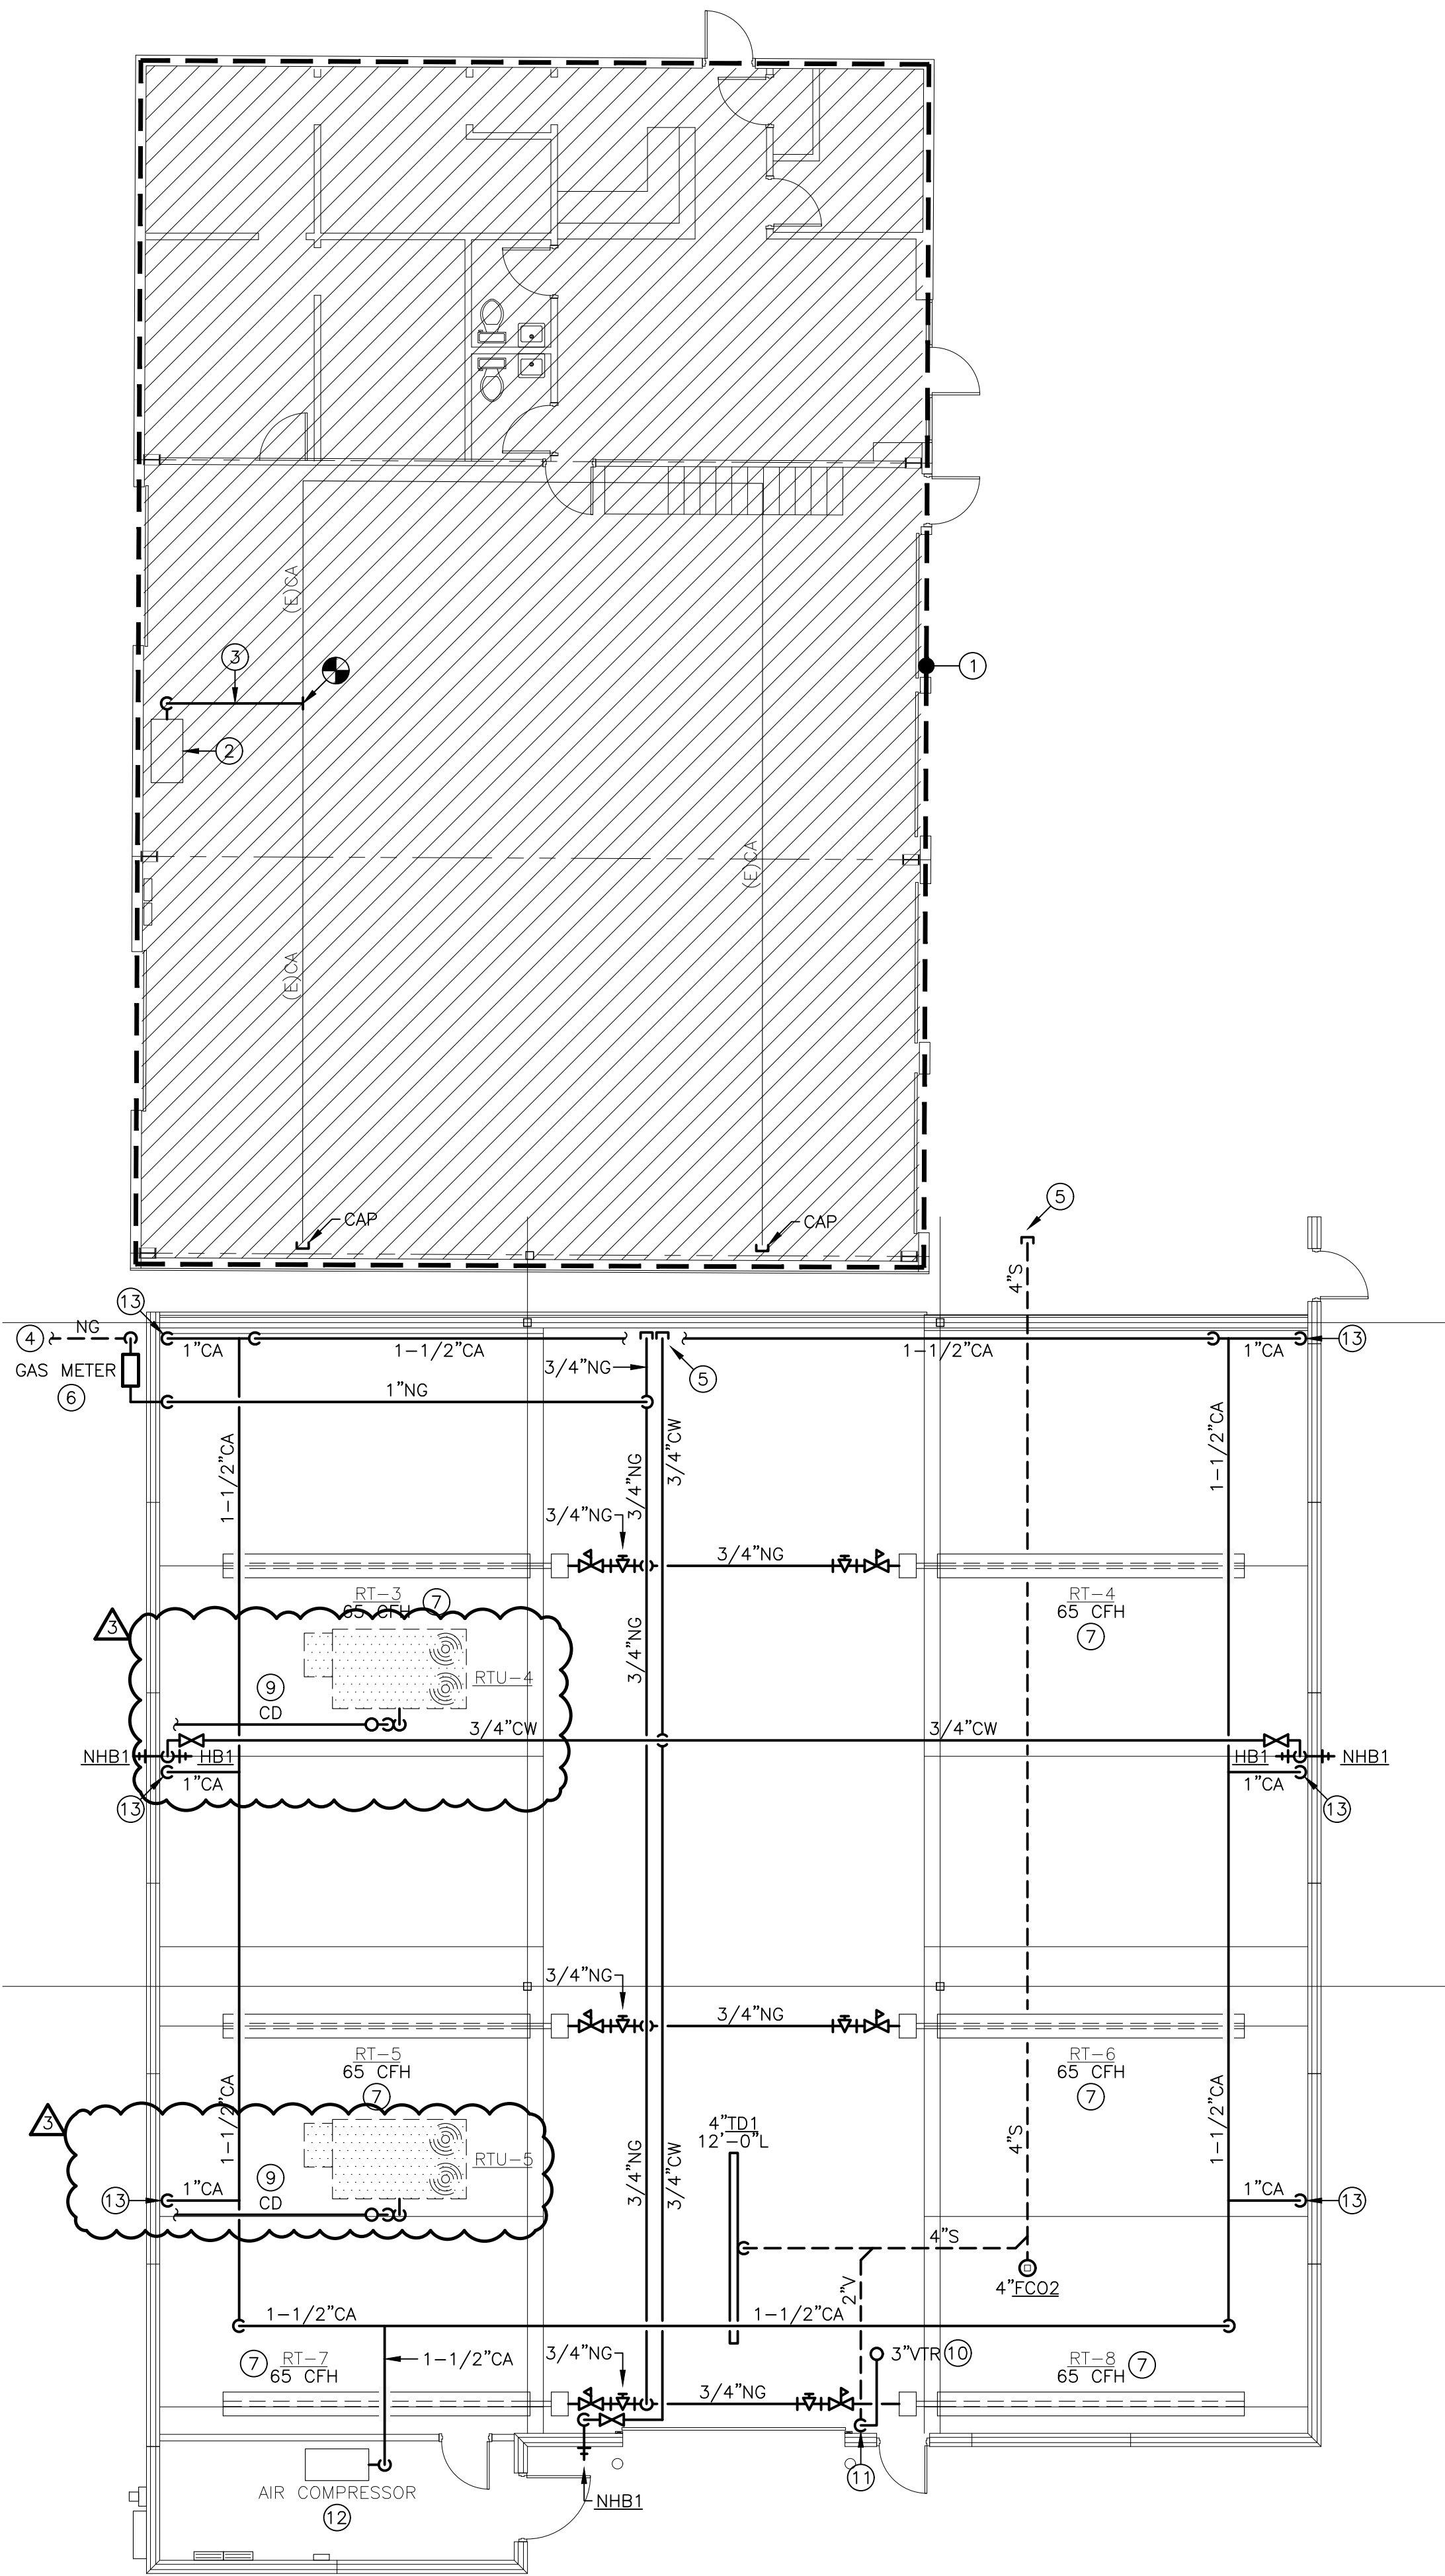 (E)CA
3
1
2
(E)CA
(E)CA
5
CAP
CAP
4"S
13
NG
4
1"CA
1-1/2"CA
1-1/2"CA
1"CA
13
GAS METER
3/4"NG
5
6
1"NG
1-1/2"CA
3/4"NG
3/4"CW
1-1/2"CA
3/4"NG
3/4"NG
RT-3
65 CFH
7
RT-4
65 CFH
7
3
3/4"NG
RTU-4
9
CD
3/4"CW
3/4"CW
NHB1
HB1
HB1
NHB1
1"CA
1"CA
13
13
3/4"NG
3/4"NG
RT-5
65 CFH
7
RT-6
65 CFH
7
3
1-1/2"CA
1-1/2"CA
4"TD1
12'-0"L
4"S
RTU-5
3/4"NG
3/4"CW
9
CD
13
1"CA
1"CA
13
4"S
2"V
4"FCO2
1-1/2"CA
1-1/2"CA
7
RT-7
65 CFH
1-1/2"CA
3/4"NG
3"VTR
10
RT-8
65 CFH
7
3/4"NG
11
AIR COMPRESSOR
12
NHB1